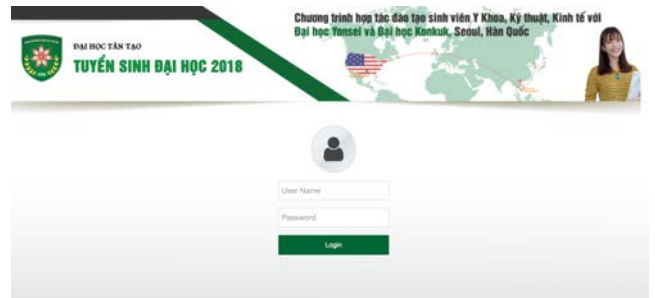 Chương trình hợp tác đào tạo sinh viên Y Khoa, Kỹ thuật, Kinh tế với
Đại học Yonsei và Đại học Konkuk, Seoul, Hàn Quốc
ĐẠI HỌC TÂN TẠO
TUYỂN SINH ĐẠI HỌC 2018
User Name
Password
Login